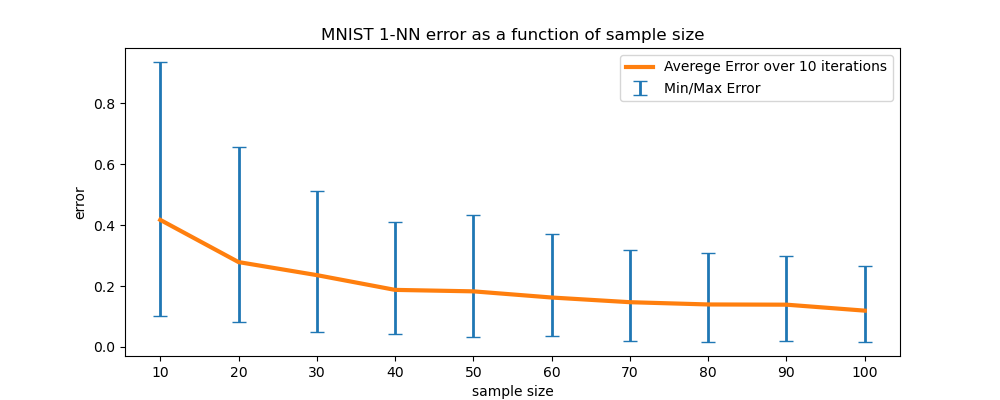 MNIST 1-NN error as a function of sample size
Averege Error over 10 iterations
Min/Max Error
error
0.8
0.6
0.4
0.2
0.0
10 20 30 40 50 60 70 80 90 100
sample size